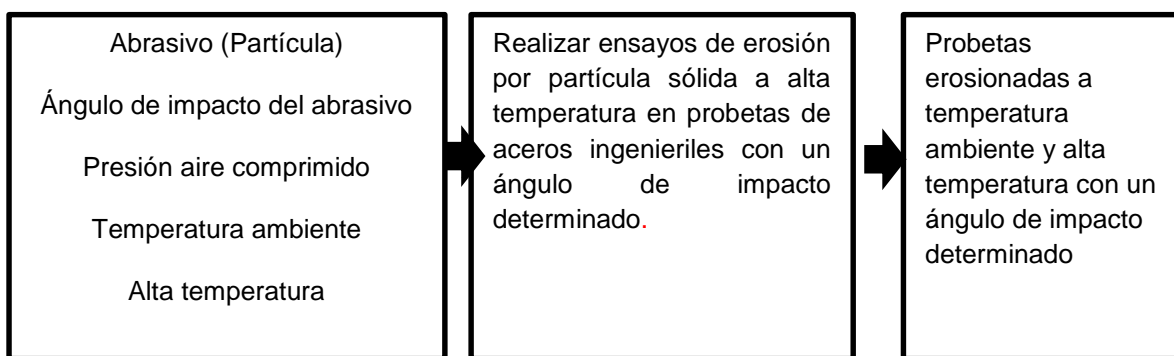 Abrasivo (Partícula)
Ángulo de impacto del abrasivo
Presión aire comprimido
Temperatura ambiente
Alta temperatura
Realizar ensayos de erosión
por partícula sólida a alta
temperatura en probetas de
aceros ingenieriles con un
ángulo de impacto
determinado.
Probetas
erosionadas a
temperatura
ambiente y alta
temperatura con un
ángulo de impacto
determinado